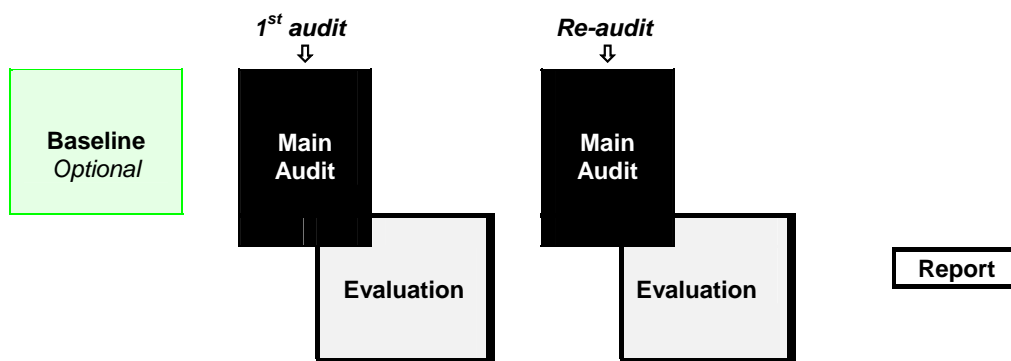 1st audit
Re-audit
Baseline
Optional
Main
Audit
Main
Audit
Evaluation
Evaluation
Report